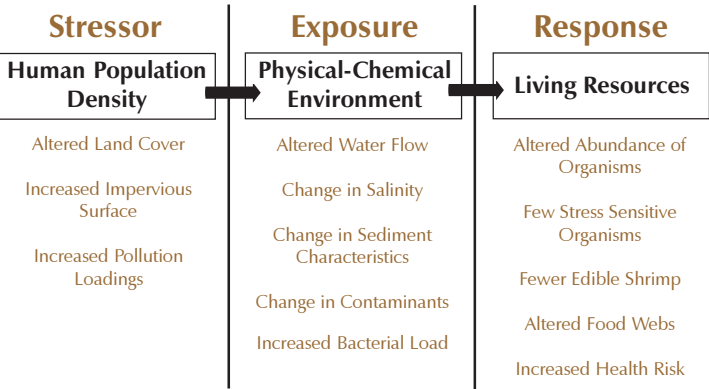 Stressor
Human Population
Density
Altered Land Cover
Increased Impervious
Surface
Increased Pollution
Loadings
Exposure
Physical-Chemical
Environment
Altered Water Flow
Change in Salinity
Change in Sediment
Characteristics
Change in Contaminants
Increased Bacterial Load
Response
Living Resources
Altered Abundance of
Organisms
Few Stress Sensitive
Organisms
Fewer Edible Shrimp
Altered Food Webs
Increased Health Risk